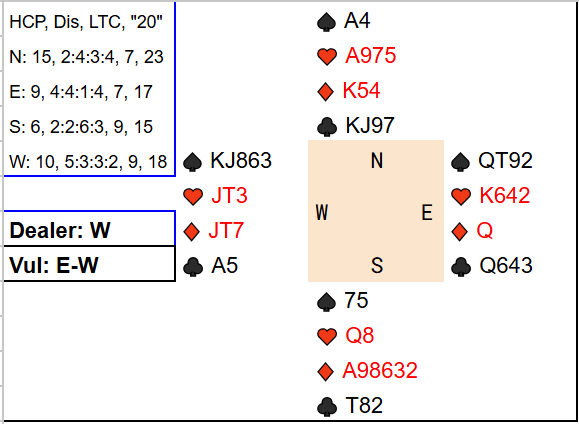 HCP, Dis, LTC, "20"
N: 15, 2:4:3:4, 7, 23
E: 9, 4:4:1:4, 7, 17
S: 6, 2:2:6:3, 9, 15
W: 10, 5:3:3:2, 9, 18
Dealer: W
Vul: E-W
♠ A4
♥ A975
♦ K54
♣ KJ97
♠ KJ863
♥ JT3
♦ JT7
♣ A5
N
W E
S
♠ QT92
♥ K642
♦ Q
♣ Q643
♠ 75
♥ Q8
♦ A98632
♣ T82